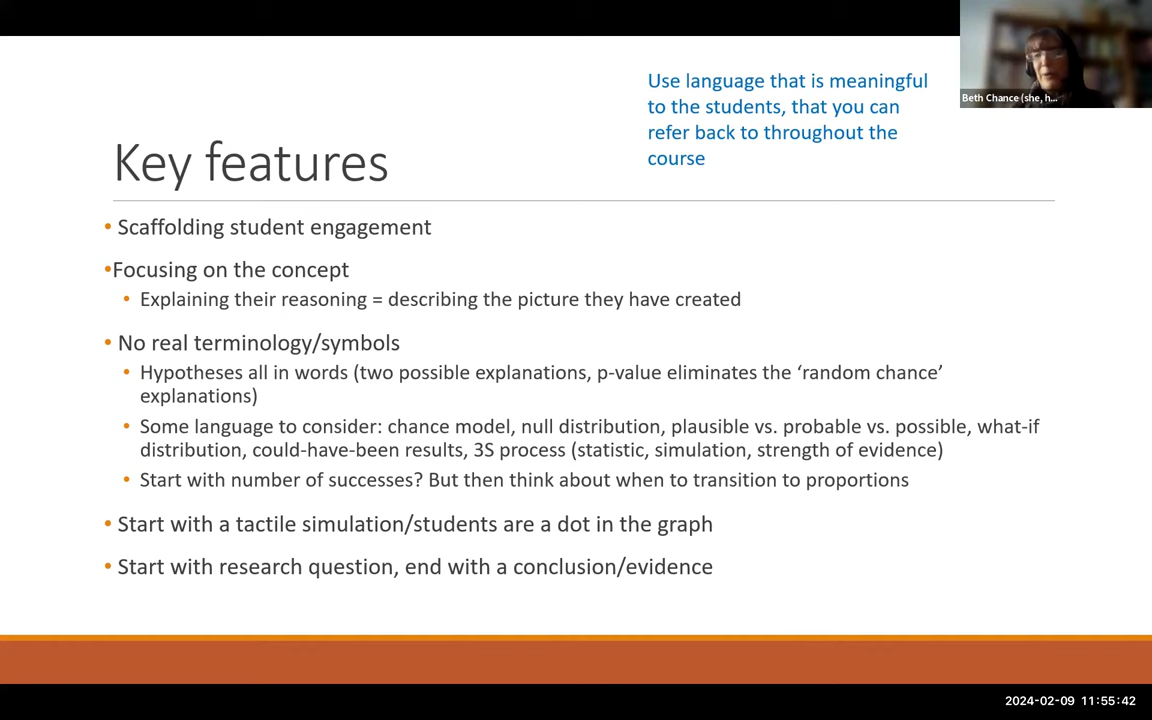 Use language that is meaningful
to the students, that you can
refer back to throughout the
course
Beth Chance (she, h...
Key features
• Scaffolding student engagement
•Focusing on the concept
• Explaining their reasoning = describing the picture they have created
• No real terminology/symbols
• Hypotheses all in words (two possible explanations, p-value eliminates the ‘random chance’
explanations)
• Some language to consider: chance model, null distribution, plausible vs. probable vs. possible, what-if
distribution, could-have-been results, 3S process (statistic, simulation, strength of evidence)
• Start with number of successes? But then think about when to transition to proportions
• Start with a tactile simulation/students are a dot in the graph
• Start with research question, end with a conclusion/evidence
2024-02-09 11:55:42